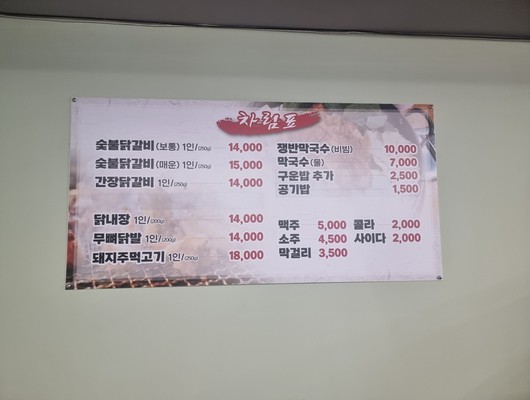 차림표
숯불닭갈비(보통) 1인/(250g) 14,000
숯불닭갈비(매운) 1인/(250g) 15,000
간장닭갈비 1인/(250g) 14,000
닭내장 1인/(200g) 14,000
무뼈닭발 1인/(200g) 14,000
돼지주먹고기 1인/(250g) 18,000
쟁반막국수(비빔) 10,000
막국수(물) 7,000
구운밥 추가 2,500
공기밥 1,500
맥주 5,000 콜라 2,000
소주 4,500 사이다 2,000
막걸리 3,500